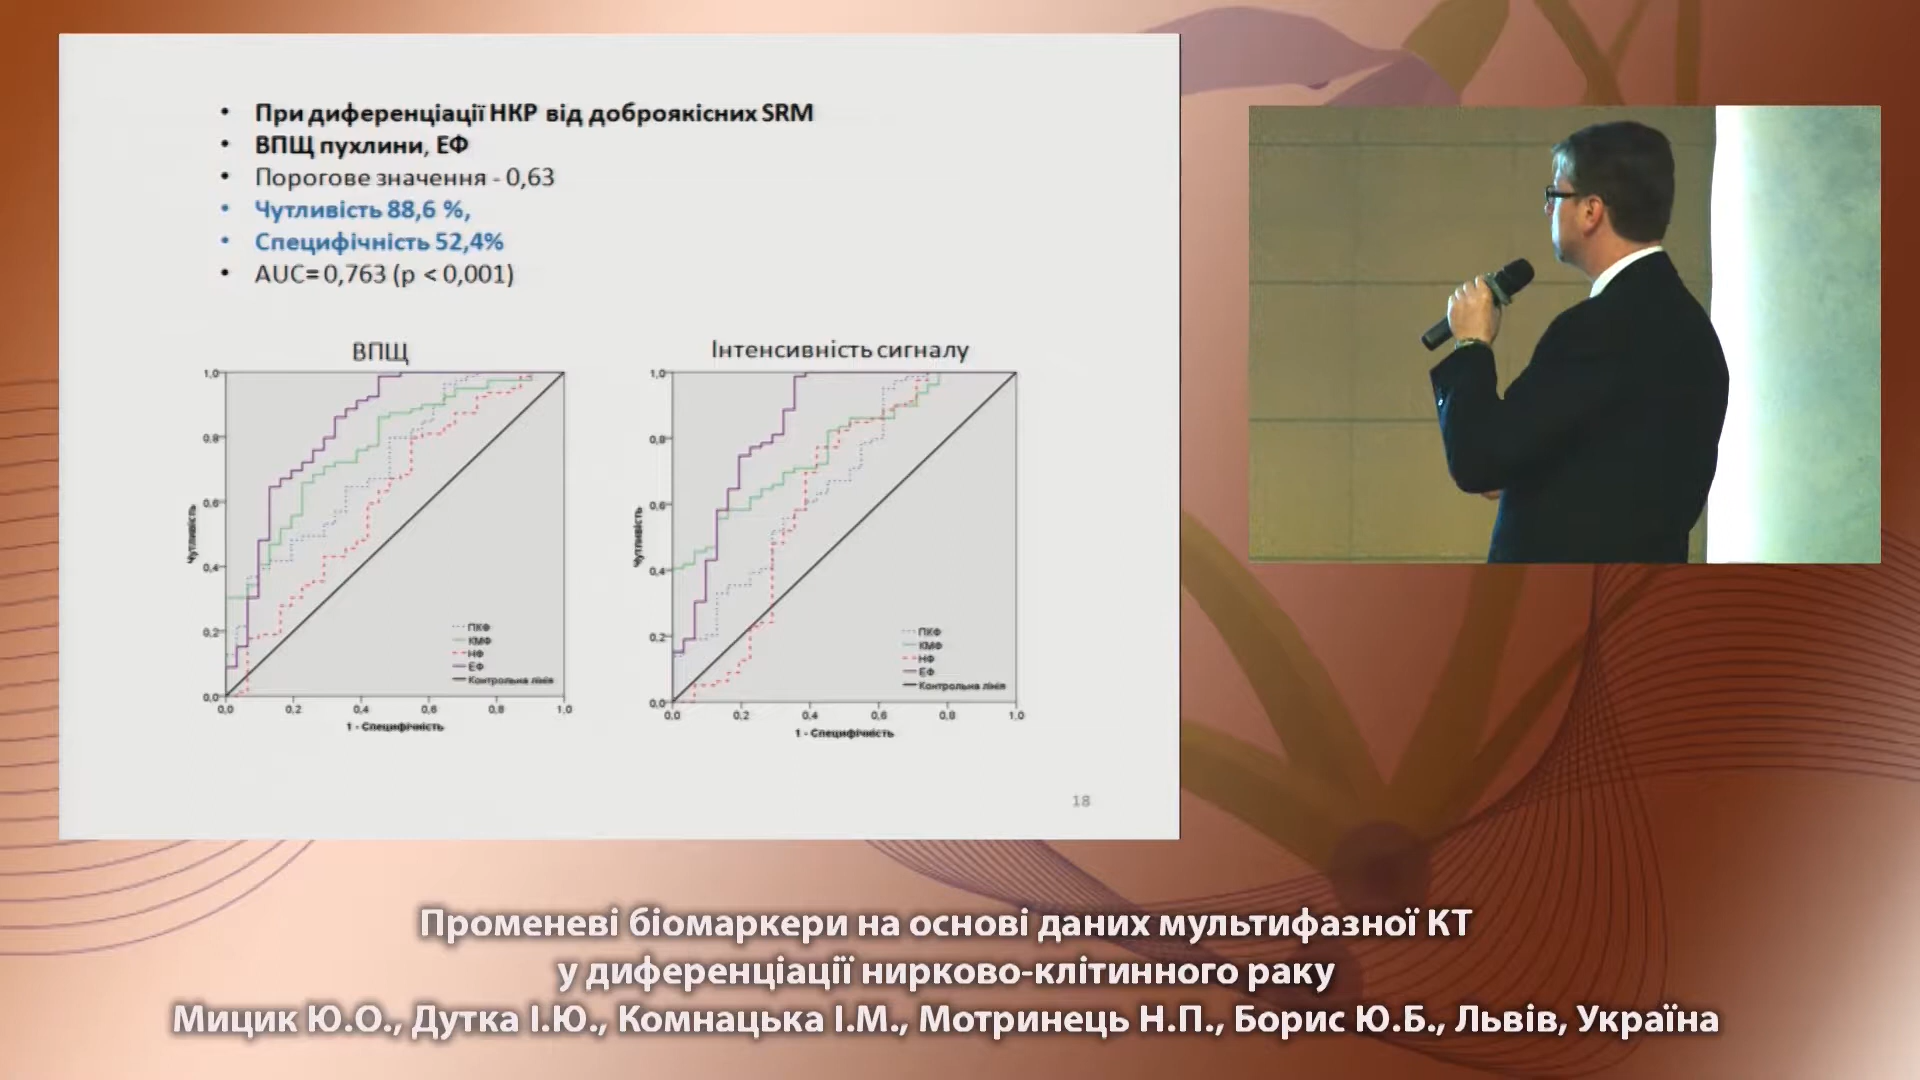 • При диференціації НКР від доброякісних SRM
• ВПЩ пухлини, ЕФ
• Порогове значення - 0,63
• Чутливість 88,6 %,
• Специфічність 52,4%
• AUC= 0,763 (p < 0,001)
ВПЩ
1,0
0,8
0,6
0,4
0,2
0,0
Чутливість
ПКФ
КМФ
НФ
ЕФ
Контрольна лінія
0,0 0,2 0,4 0,6 0,8 1,0
1 - Специфічність
Інтенсивність сигналу
1,0
0,8
0,6
0,4
0,2
0,0
Чутливість
ПКФ
КМФ
НФ
ЕФ
Контрольна лінія
0,0 0,2 0,4 0,6 0,8 1,0
1 - Специфічність
18
Променеві біомаркери на основі даних мультифазної КТ
у диференціації нирково-клітинного раку
Мицик Ю.О., Дутка І.Ю., Комнацька І.М., Мотринець Н.П., Борис Ю.Б., Львів, Україна